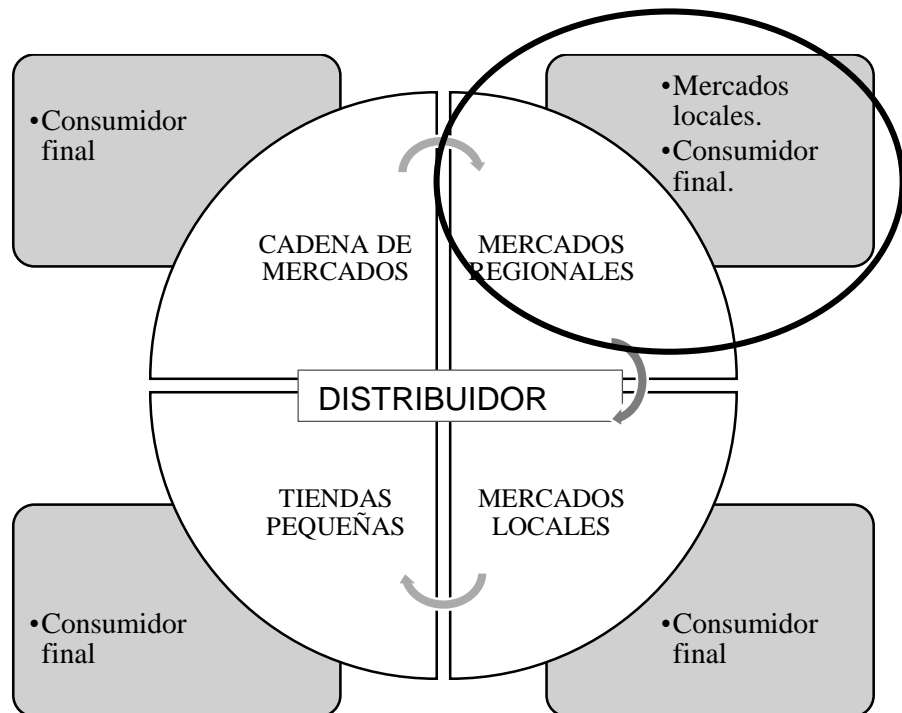 •Consumidor
final
•Mercados
locales.
•Consumidor
final.
CADENA DE
MERCADOS
MERCADOS
REGIONALES
DISTRIBUIDOR
TIENDAS
PEQUEÑAS
MERCADOS
LOCALES
•Consumidor
final
•Consumidor
final